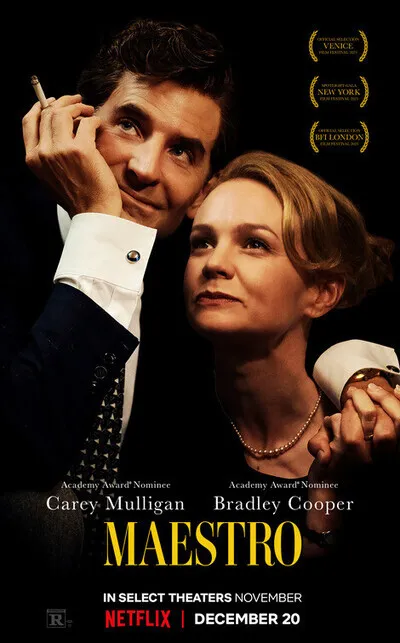 OFFICIAL SELECTION
VENICE
FILM FESTIVAL 2023
SPOTLIGHT GALA
NEW YORK
FILM FESTIVAL 2023
OFFICIAL SELECTION
BFI LONDON
FILM FESTIVAL 2023
Academy Award® Nominee
Carey Mulligan
Academy Award® Nominee
Bradley Cooper
MAESTRO
IN SELECT THEATERS NOVEMBER
NETFLIX | DECEMBER 20
R